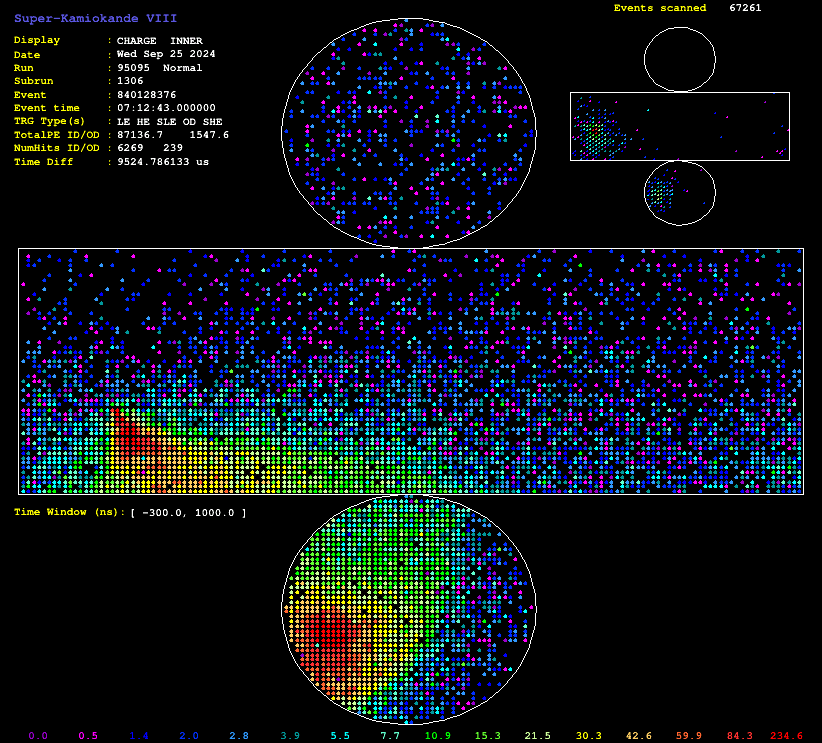 Super-Kamiokande VIII
Events scanned 67261
Display : CHARGE INNER
Date : Wed Sep 25 2024
Run : 95095 Normal
Subrun : 1306
Event : 840128376
Event time : 07:12:43.000000
TRG Type(s) : LE HE SLE OD SHE
TotalPE ID/OD : 87136.7 1547.6
NumHits ID/OD : 6269 239
Time Diff : 9524.786133 us
Time Window (ns): [ -300.0, 1000.0 ]
0.0 0.5 1.4 2.0 2.8 3.9 5.5 7.7 10.9 15.3 21.5 30.3 42.6 59.9 84.3 234.6